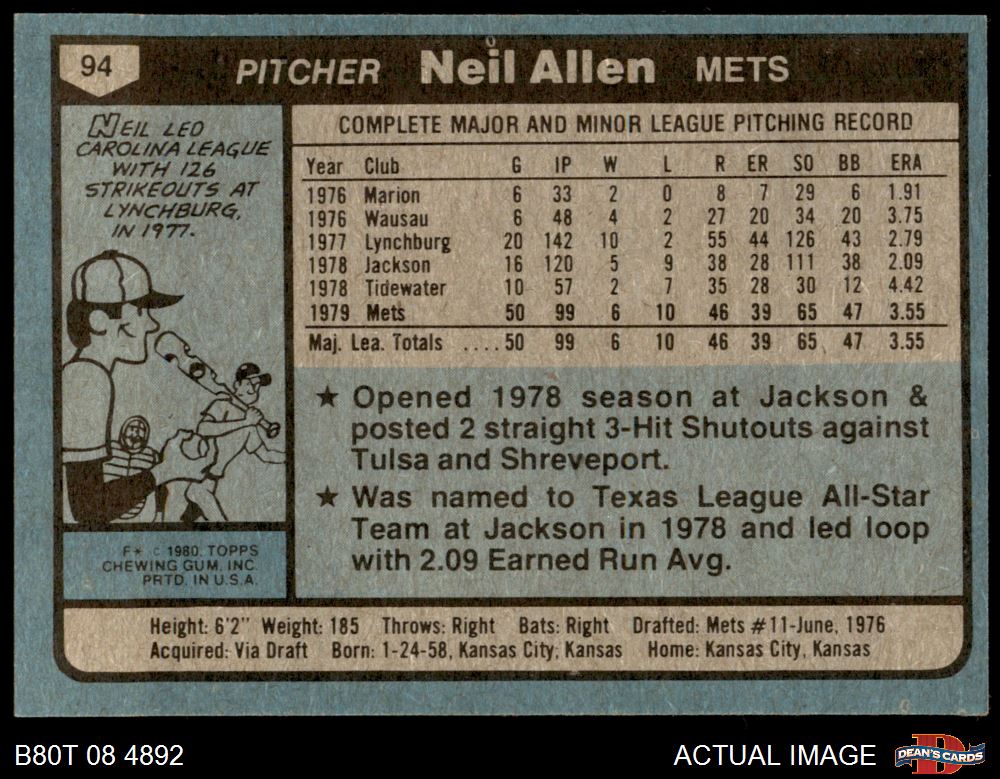 94
PITCHER Neil Allen METS
NEIL LED
CAROLINA LEAGUE
WITH 126
STRIKEOUTS AT
LYNCHBURG,
IN 1977.
COMPLETE MAJOR AND MINOR LEAGUE PITCHING RECORD
Year Club G IP W L R ER SO BB ERA
1976 Marion 6 33 2 0 8 7 29 6 1.91
1976 Wausau 6 48 4 2 27 20 34 20 3.75
1977 Lynchburg 20 142 10 2 55 44 126 43 2.79
1978 Jackson 16 120 5 9 38 28 111 38 2.09
1978 Tidewater 10 57 2 7 35 28 30 12 4.42
1979 Mets 50 99 6 10 46 39 65 47 3.55
Maj. Lea. Totals ....50 99 6 10 46 39 65 47 3.55
★ Opened 1978 season at Jackson &
posted 2 straight 3-Hit Shutouts against
Tulsa and Shreveport.
★ Was named to Texas League All-Star
Team at Jackson in 1978 and led loop
with 2.09 Earned Run Avg.
F* © 1980. TOPPS
CHEWING GUM, INC.
PRTD. IN U.S.A.
Height: 6'2" Weight: 185 Throws: Right Bats: Right Drafted: Mets #11-June, 1976
Acquired: Via Draft Born: 1-24-58, Kansas City, Kansas Home: Kansas City, Kansas
B80T 08 4892
ACTUAL IMAGE
DEAN'S CARDS